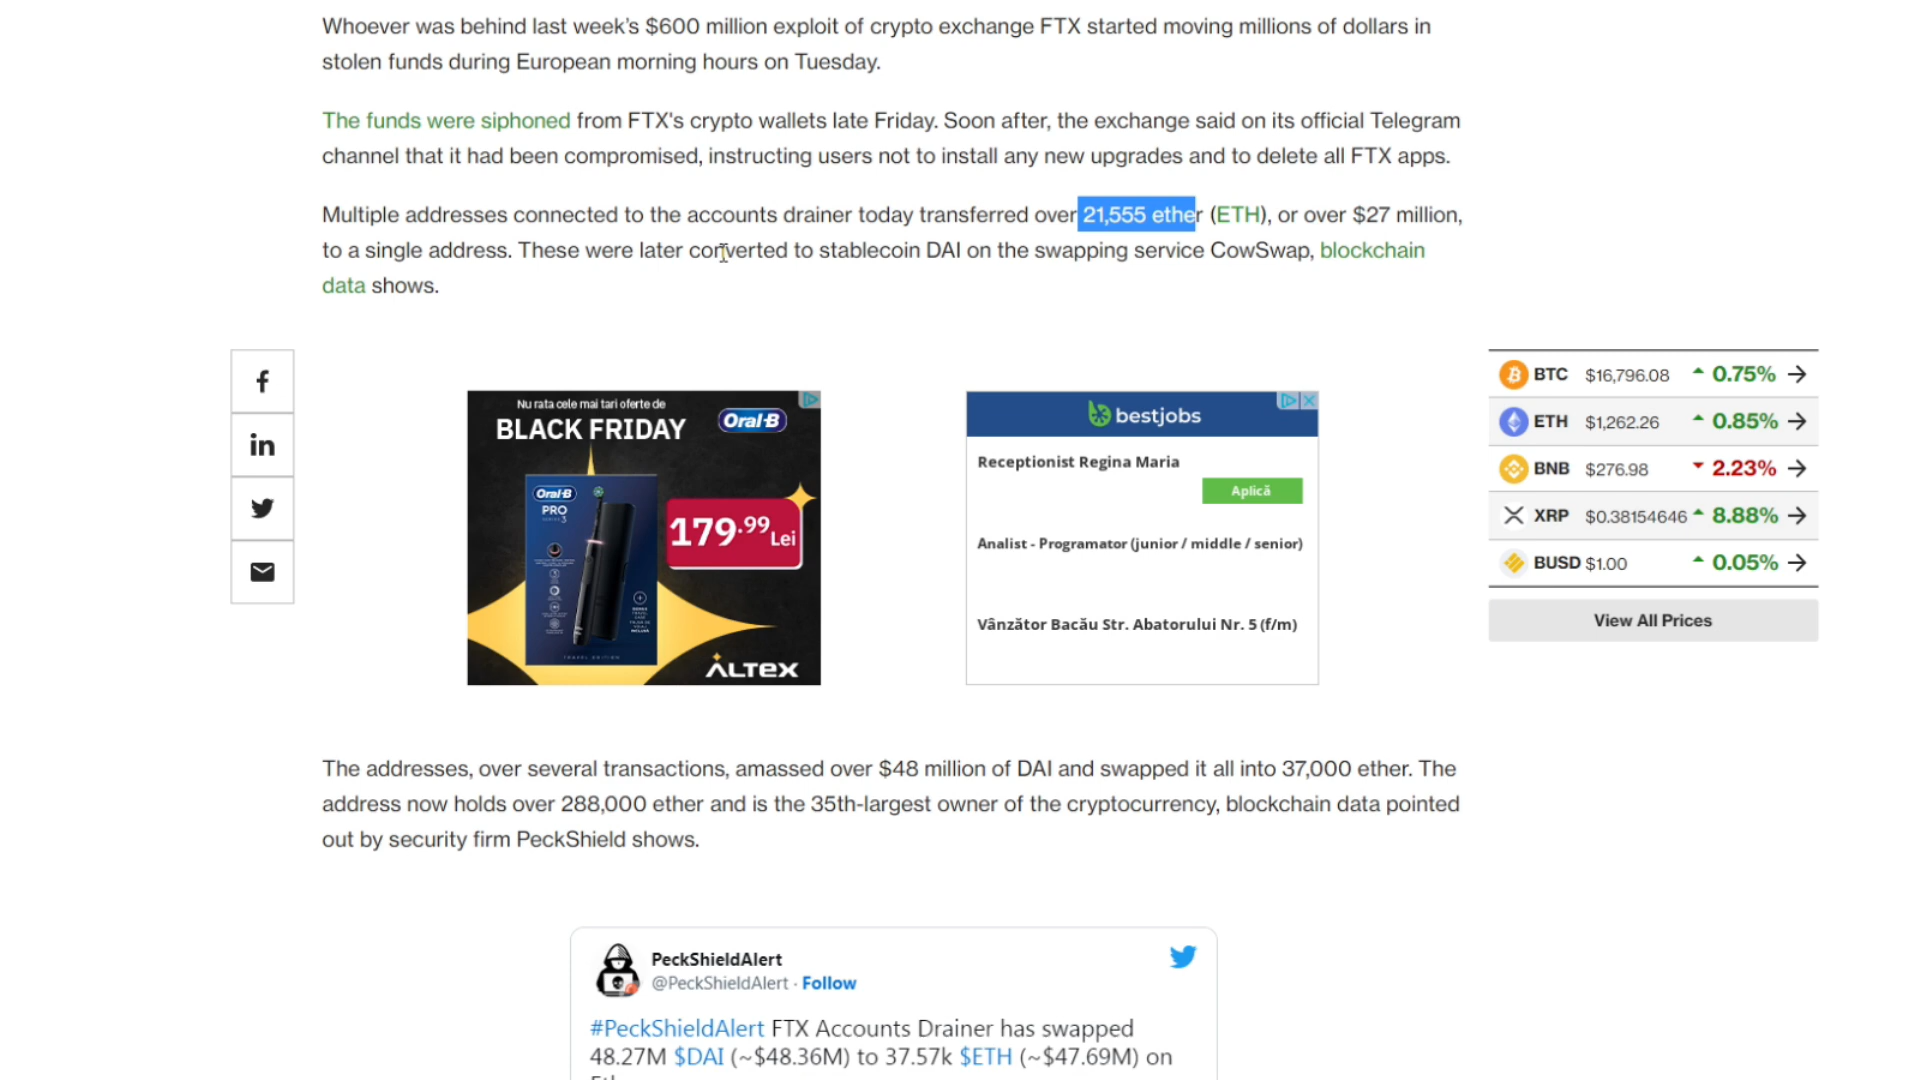 Whoever was behind last week's $600 million exploit of crypto exchange FTX started moving millions of dollars in
stolen funds during European morning hours on Tuesday.
The funds were siphoned from FTX's crypto wallets late Friday. Soon after, the exchange said on its official Telegram
channel that it had been compromised, instructing users not to install any new upgrades and to delete all FTX apps.
Multiple addresses connected to the accounts drainer today transferred over 21,555 ether (ETH), or over $27 million,
to a single address. These were later converted to stablecoin DAI on the swapping service CowSwap, blockchain
data shows.
f
in
Nu rata cele mai tari oferte de
BLACK FRIDAY
Oral-B
Oral-B
PRO
SERIES 3
179.99 Lei
TRAVEL EDITION
ALTEX
bestjobs
Receptionist Regina Maria
Aplică
Analist - Programator (junior / middle / senior)
Vânzător Bacău Str. Abatorului Nr. 5 (f/m)
BTC $16,796.08 0.75%
ETH $1,262.26 0.85%
BNB $276.98 2.23%
XRP $0.38154646 8.88%
BUSD $1.00 0.05%
View All Prices
The addresses, over several transactions, amassed over $48 million of DAI and swapped it all into 37,000 ether. The
address now holds over 288,000 ether and is the 35th-largest owner of the cryptocurrency, blockchain data pointed
out by security firm PeckShield shows.
PeckShieldAlert
@PeckShieldAlert · Follow
#PeckShieldAlert FTX Accounts Drainer has swapped
48.27M $DAI (~$48.36M) to 37.57k $ETH (~$47.69M) on